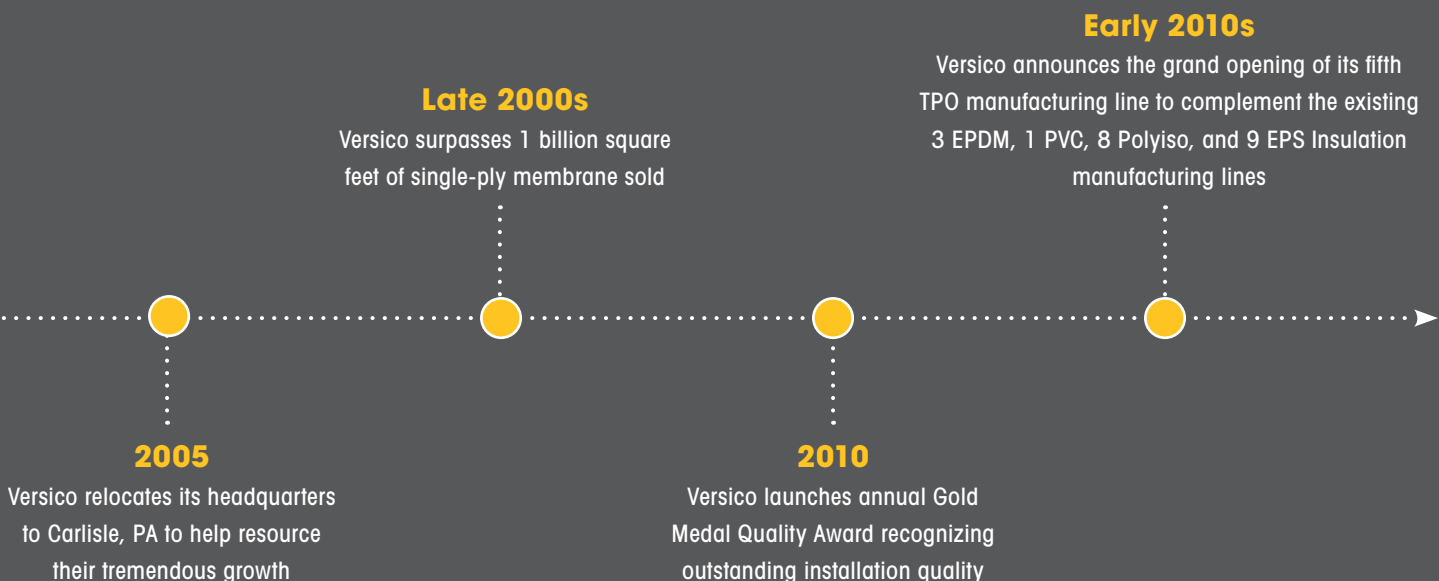 2005
Versico relocates its headquarters
to Carlisle, PA to help resource
their tremendous growth
Late 2000s
Versico surpasses 1 billion square
feet of single-ply membrane sold
2010
Versico launches annual Gold
Medal Quality Award recognizing
outstanding installation quality
Early 2010s
Versico announces the grand opening of its fifth
TPO manufacturing line to complement the existing
3 EPDM, 1 PVC, 8 Polyiso, and 9 EPS Insulation
manufacturing lines